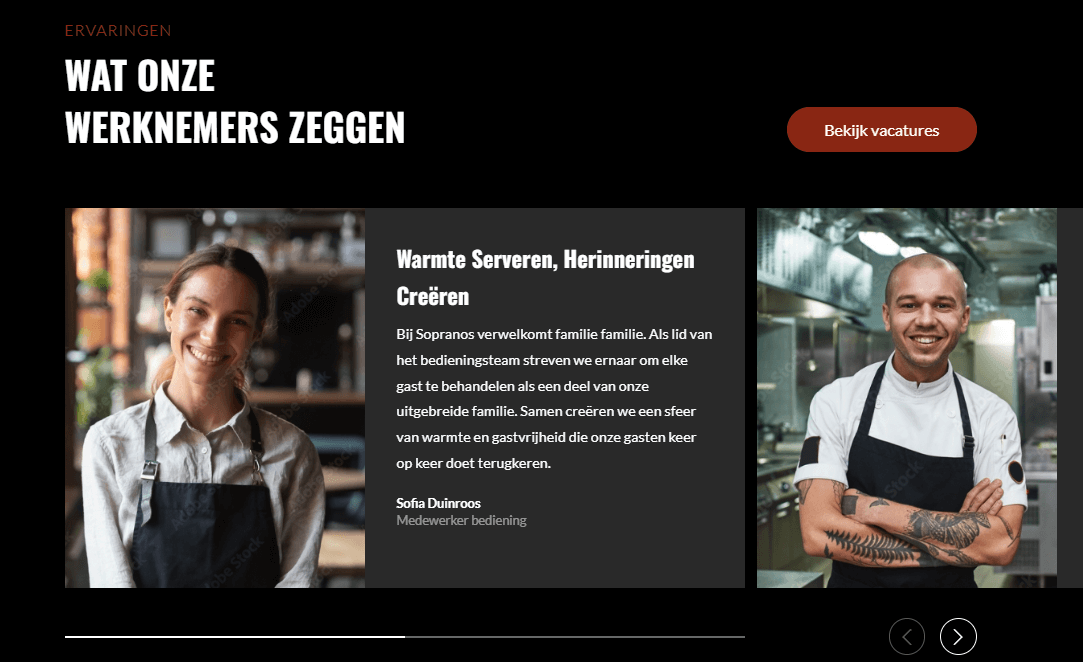 ERVARINGEN
WAT ONZE
WERKNEMERS ZEGGEN
Bekijk vacatures
Warmte Serveren, Herinneringen
Creëren
Bij Sopranos verwelkomt familie familie. Als lid van
het bedieningsteam streven we ernaar om elke
gast te behandelen als een deel van onze
uitgebreide familie. Samen creëren we een sfeer
van warmte en gastvrijheid die onze gasten keer
op keer doet terugkeren.
Sofia Duinroos
Medewerker bediening
Adobe Stock